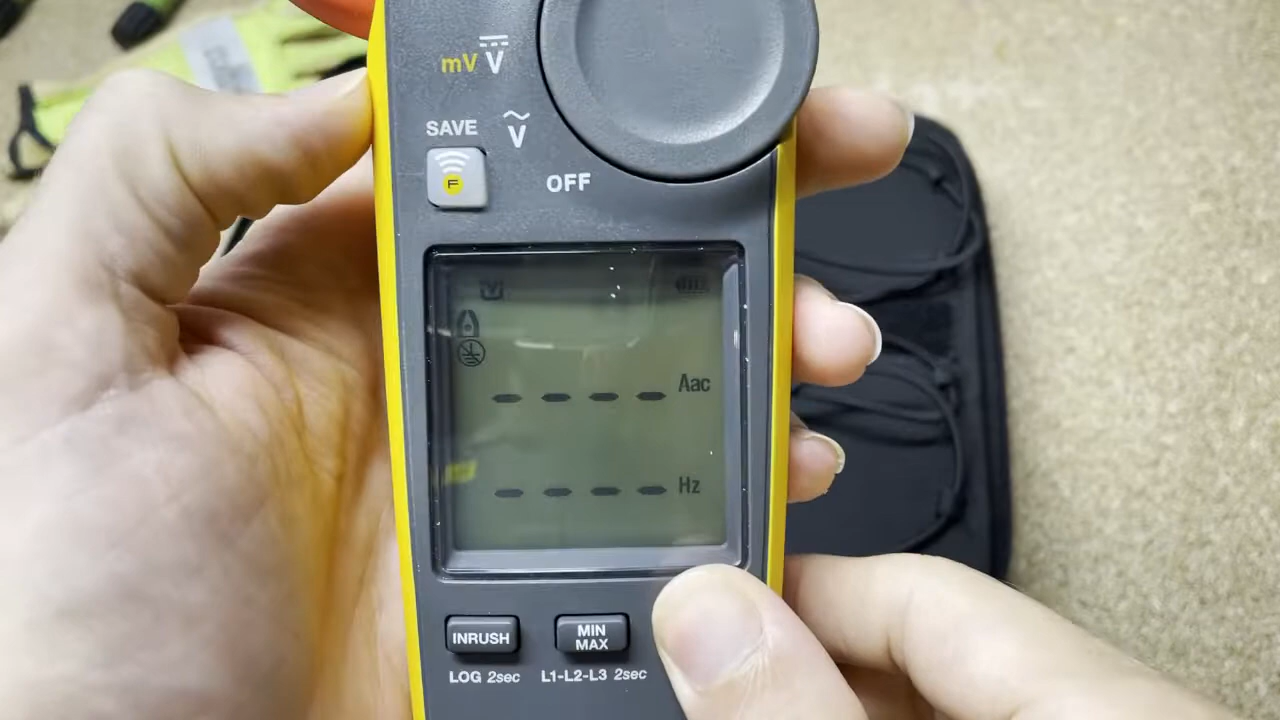 mV V
SAVE
V
F
OFF
Aac
Hz
INRUSH
MIN
MAX
LOG 2sec
L1-L2-L3 2sec